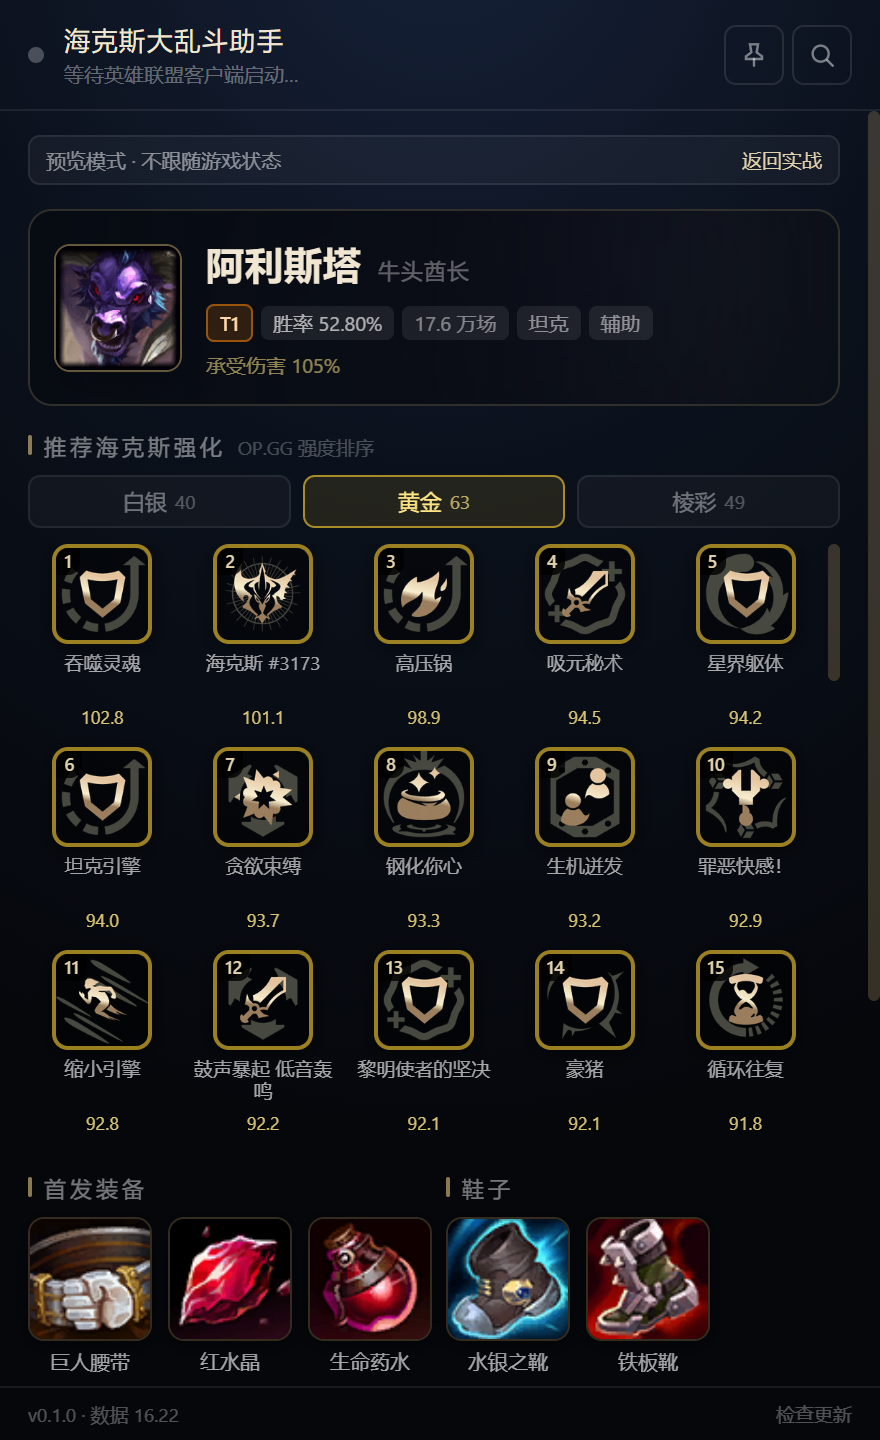 海克斯大乱斗助手
等待英雄联盟客户端启动...
预览模式 · 不跟随游戏状态
返回实战
阿利斯塔 牛头酋长
T1 胜率 52.80% 17.6 万场 坦克 辅助
承受伤害 105%
推荐海克斯强化 OP.GG 强度排序
白银 40
黄金 63
棱彩 49
1 2 3 4 5
吞噬灵魂 海克斯 #3173 高压锅 吸元秘术 星界躯体
102.8 101.1 98.9 94.5 94.2
6 7 8 9 10
坦克引擎 贪欲束缚 钢化你心 生机迸发 罪恶快感!
94.0 93.7 93.3 93.2 92.9
11 12 13 14 15
缩小引擎 鼓声暴起 低音轰 黎明使者的坚决 豪猪 循环往复
鸣
92.8 92.2 92.1 92.1 91.8
首发装备 鞋子
巨人腰带 红水晶 生命药水 水银之靴 铁板靴
v0.1.0 · 数据 16.22
检查更新